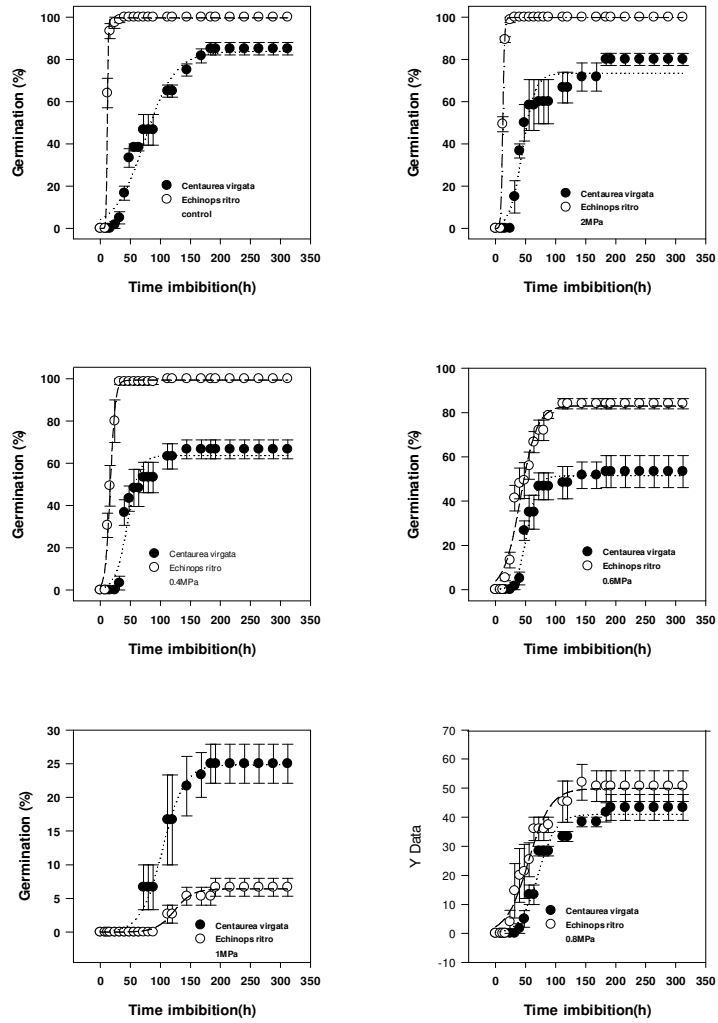 100
80
60
40
20
0
Germination (%)
Centaurea virgata
Echinops ritro
control
0 50 100 150 200 250 300 350
Time imbibition(h)
100
80
60
40
20
0
Germination (%)
Centaurea virgata
Echinops ritro
2MPa
0 50 100 150 200 250 300 350
Time imbibition(h)
100
80
60
40
20
0
Germination (%)
Centaurea virgata
Echinops ritro
0.4MPa
0 50 100 150 200 250 300 350
Time imbibition(h)
100
80
60
40
20
0
Germination (%)
Centaurea virgata
Echinops ritro
0.6MPa
0 50 100 150 200 250 300 350
Time imbibition(h)
30
25
20
15
10
5
0
Germination (%)
Centaurea virgata
Echinops ritro
1MPa
0 50 100 150 200 250 300 350
Time imbibition(h)
70
60
50
40
30
20
10
0
-10
Y Data
Centaurea virgata
Echinops ritro
0.8MPa
0 50 100 150 200 250 300 350
Time imbibition(h)